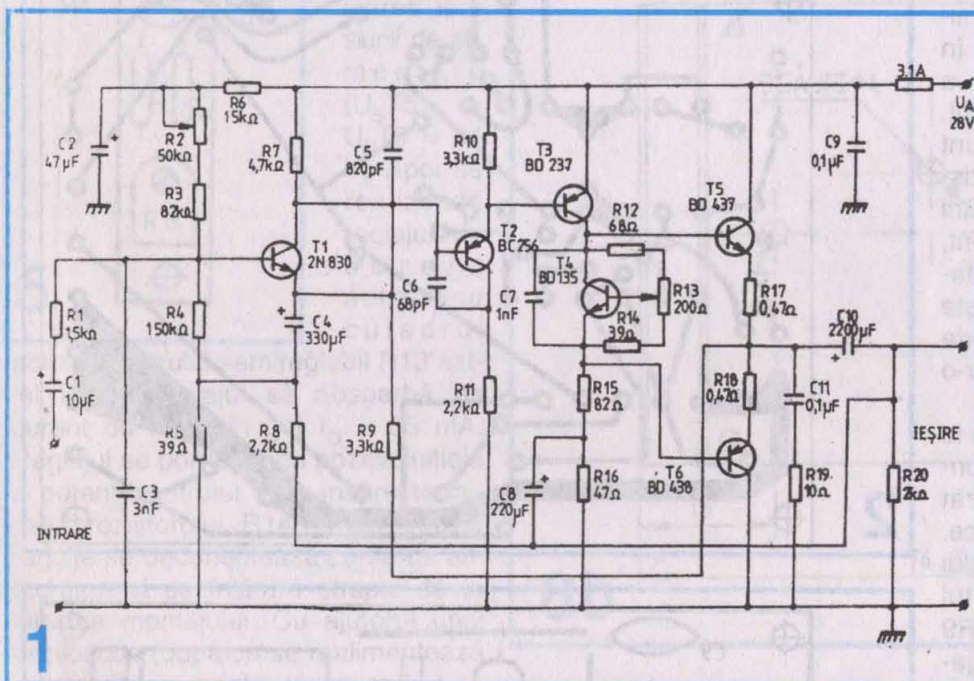 3,1A
UA
28V
R6
15kΩ
R2
50kΩ
C2
47µF
R7
4,7kΩ
C5
820pF
R10
3,3kΩ
T3
BD 237
C9
0,1µF
R3
82kΩ
T5
BD 437
R12
68Ω
T2
BC256
T1
2N 830
T4
BD135
C6
68pF
C7
1nF
R13
200Ω
R17
0,47Ω
R1
1,5kΩ
R4
150kΩ
C4
330µF
R14
39Ω
C10
2200µF
C1
10µF
R11
2,2kΩ
R15
82Ω
R18
0,47Ω
C11
0,1µF
IEȘIRE
R5
39Ω
R8
2,2kΩ
R9
3,3kΩ
T6
BD 438
C3
3nF
C8
220µF
R16
47Ω
R19
10Ω
R20
2kΩ
INTRARE
1